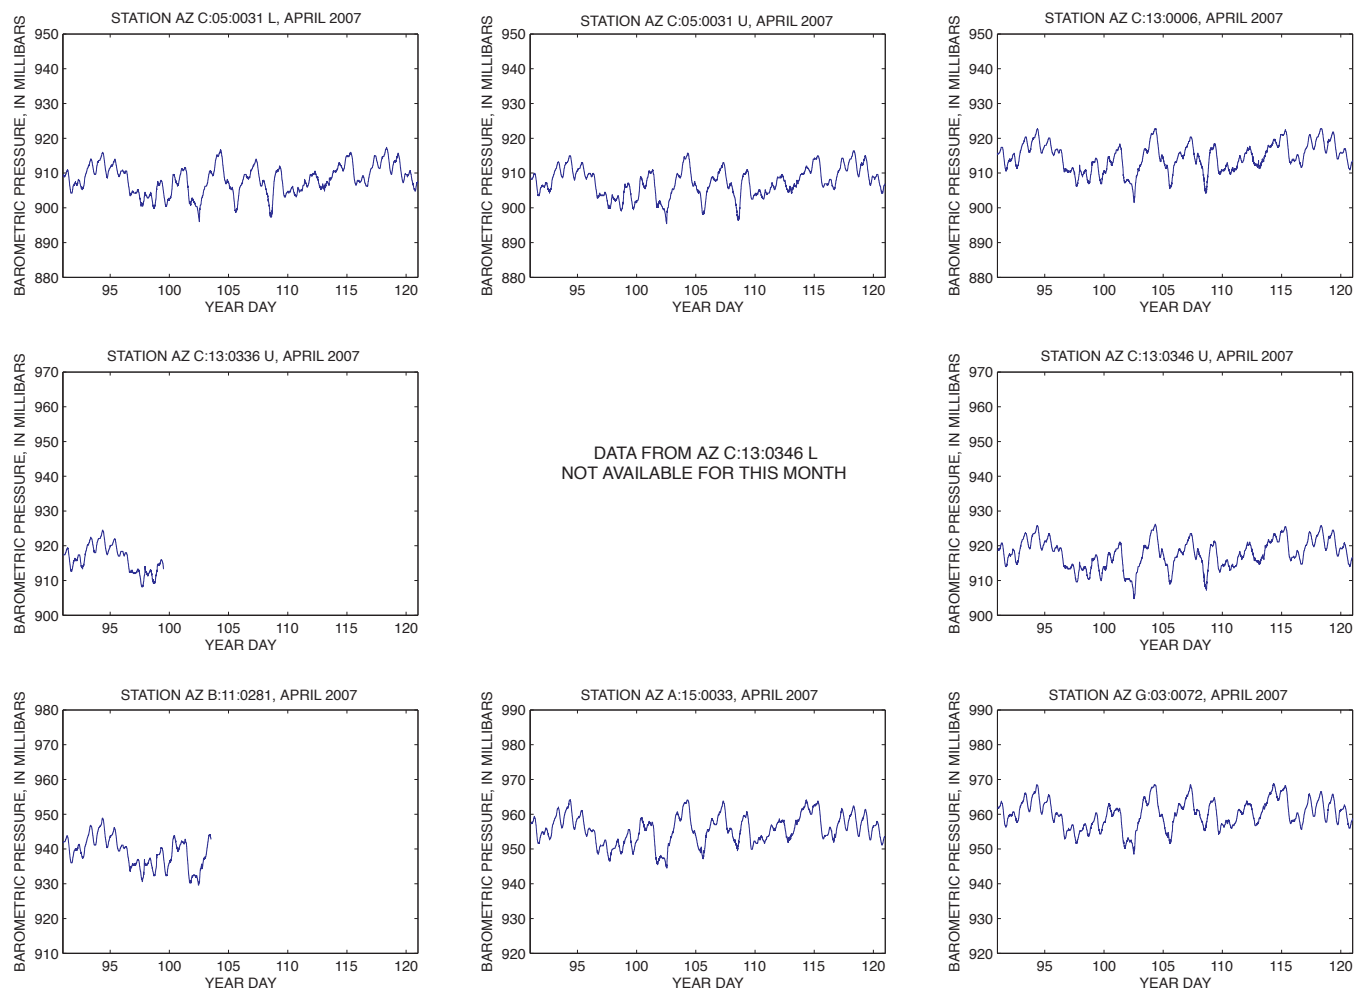 STATION AZ C:05:0031 L, APRIL 2007
BAROMETRIC PRESSURE, IN MILLIBARS
950
940
930
920
910
900
890
880
95 100 105 110 115 120
YEAR DAY
STATION AZ C:05:0031 U, APRIL 2007
BAROMETRIC PRESSURE, IN MILLIBARS
950
940
930
920
910
900
890
880
95 100 105 110 115 120
YEAR DAY
STATION AZ C:13:0006, APRIL 2007
BAROMETRIC PRESSURE, IN MILLIBARS
950
940
930
920
910
900
890
880
95 100 105 110 115 120
YEAR DAY
STATION AZ C:13:0336 U, APRIL 2007
BAROMETRIC PRESSURE, IN MILLIBARS
970
960
950
940
930
920
910
900
95 100 105 110 115 120
YEAR DAY
DATA FROM AZ C:13:0346 L
NOT AVAILABLE FOR THIS MONTH
STATION AZ C:13:0346 U, APRIL 2007
BAROMETRIC PRESSURE, IN MILLIBARS
970
960
950
940
930
920
910
900
95 100 105 110 115 120
YEAR DAY
STATION AZ B:11:0281, APRIL 2007
BAROMETRIC PRESSURE, IN MILLIBARS
980
970
960
950
940
930
920
910
95 100 105 110 115 120
YEAR DAY
STATION AZ A:15:0033, APRIL 2007
BAROMETRIC PRESSURE, IN MILLIBARS
990
980
970
960
950
940
930
920
95 100 105 110 115 120
YEAR DAY
STATION AZ G:03:0072, APRIL 2007
BAROMETRIC PRESSURE, IN MILLIBARS
990
980
970
960
950
940
930
920
95 100 105 110 115 120
YEAR DAY